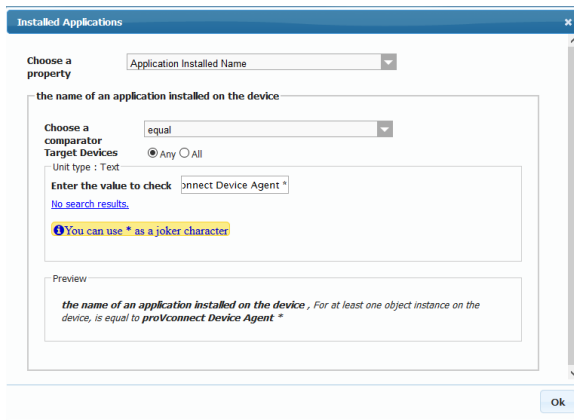 Installed Applications
Choose a property
Application Installed Name
the name of an application installed on the device
Choose a comparator
equal
Target Devices
Any All
Unit type : Text
Enter the value to check onnect Device Agent *
No search results.
You can use * as a joker character
Preview
the name of an application installed on the device , For at least one object instance on the
device, is equal to proVconnect Device Agent *
Ok